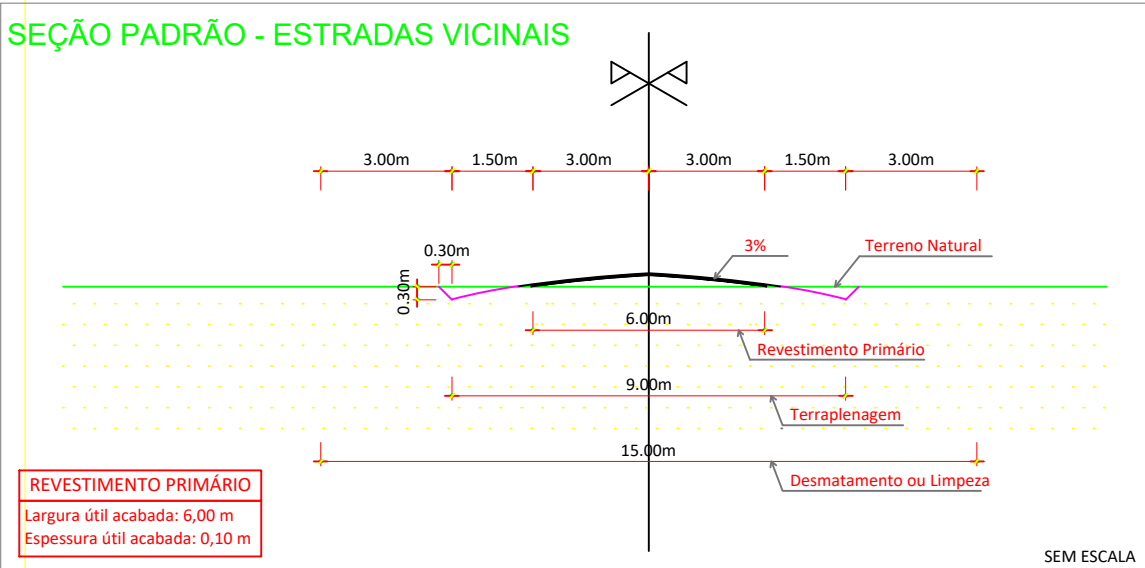 SEÇÃO PADRÃO - ESTRADAS VICINAIS
3.00m 1.50m 3.00m 3.00m 1.50m 3.00m
0.30m
0.30m
3%
Terreno Natural
6.00m
Revestimento Primário
9.00m
Terraplenagem
15.00m
Desmatamento ou Limpeza
REVESTIMENTO PRIMÁRIO
Largura útil acabada: 6,00 m
Espessura útil acabada: 0,10 m
SEM ESCALA